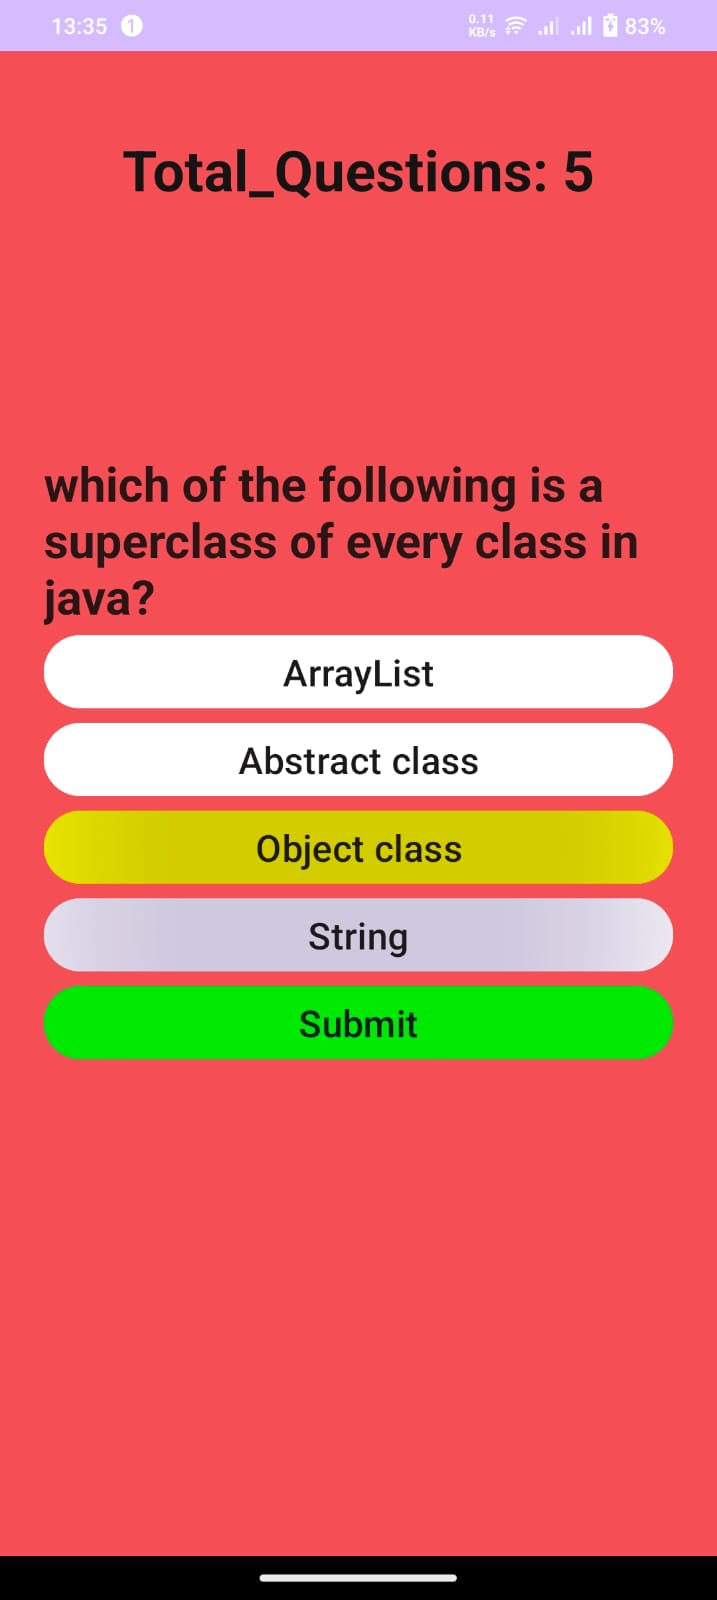 13:35 1 0.11 KB/s 83%
Total_Questions: 5
which of the following is a
superclass of every class in
java?
ArrayList
Abstract class
Object class
String
Submit